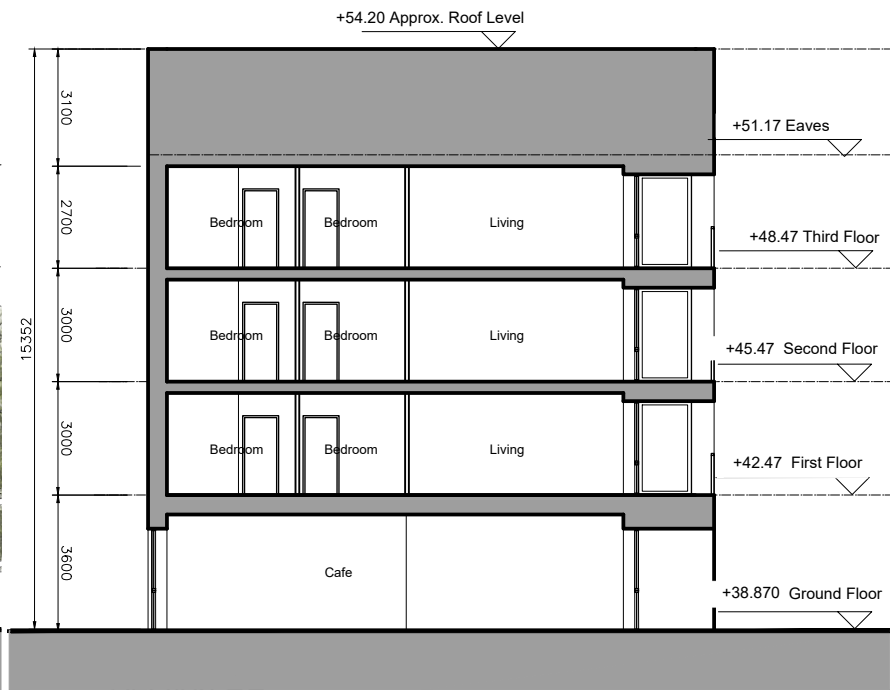 +54.20 Approx. Roof Level
3100
+51.17 Eaves
2700
Bedroom Bedroom Living
+48.47 Third Floor
3000
15352
Bedroom Bedroom Living
+45.47 Second Floor
3000
Bedroom Bedroom Living
+42.47 First Floor
3600
Cafe
+38.870 Ground Floor